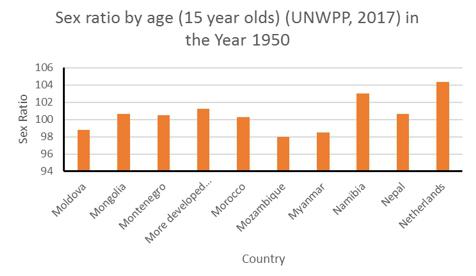 Sex ratio by age (15 year olds) (UNWPP, 2017) in
the Year 1950
106
104
102
100
98
96
94
Sex Ratio
Moldova
Mongolia
Montenegro
More developed...
Morocco
Mozambique
Myanmar
Namibia
Nepal
Netherlands
Country